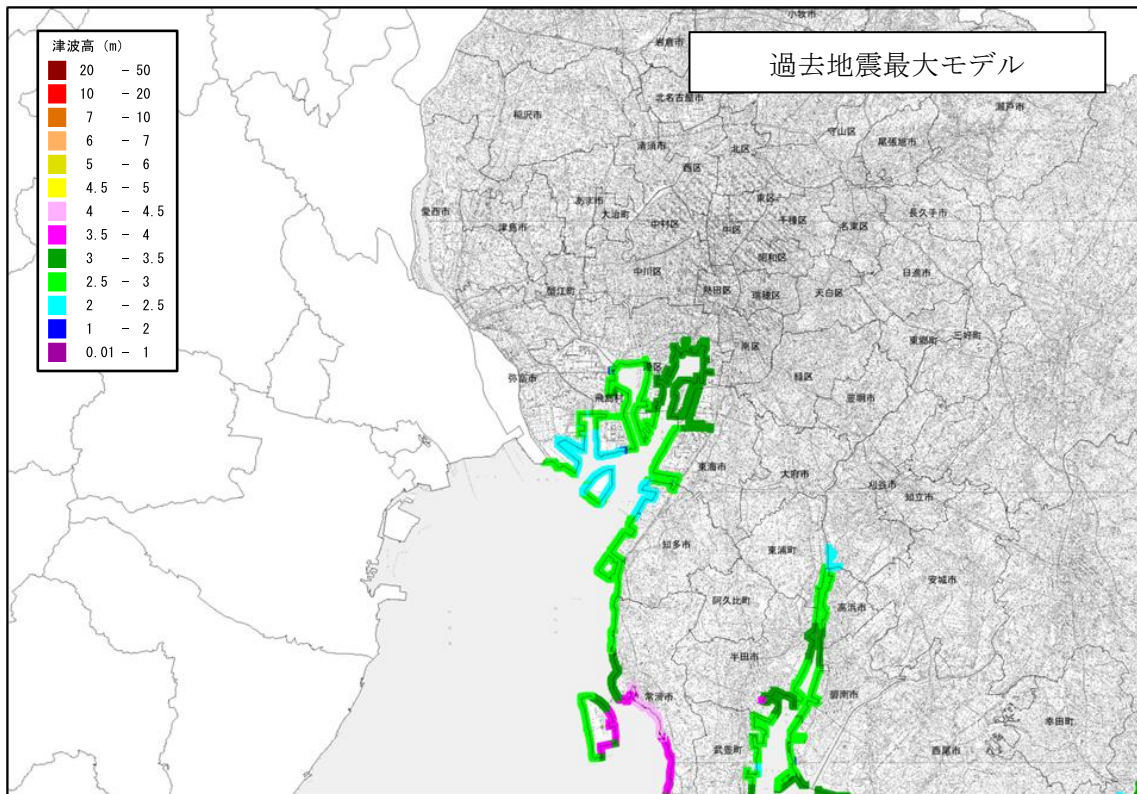 津波高 (m)
20 - 50
10 - 20
7 - 10
6 - 7
5 - 6
4.5 - 5
4 - 4.5
3.5 - 4
3 - 3.5
2.5 - 3
2 - 2.5
1 - 2
0.01 - 1
過去地震最大モデル
小牧市
岩倉市
北名古屋市
瀬戸市
稲沢市
守山区
尾張旭市
清須市
北区
西区
あま市
東区
愛西市
大治町
千種区
長久手市
津島市
中村区
中区
名東区
昭和区
中川区
日進市
蟹江町
熱田区
瑞穂区
天白区
南区
東郷町
三好町
港区
弥富市
緑区
飛島村
豊明市
東海市
大府市
刈谷市
知立市
知多市
東浦町
安城市
阿久比町
高浜市
半田市
常滑市
碧南市
幸田町
武豊町
西尾市